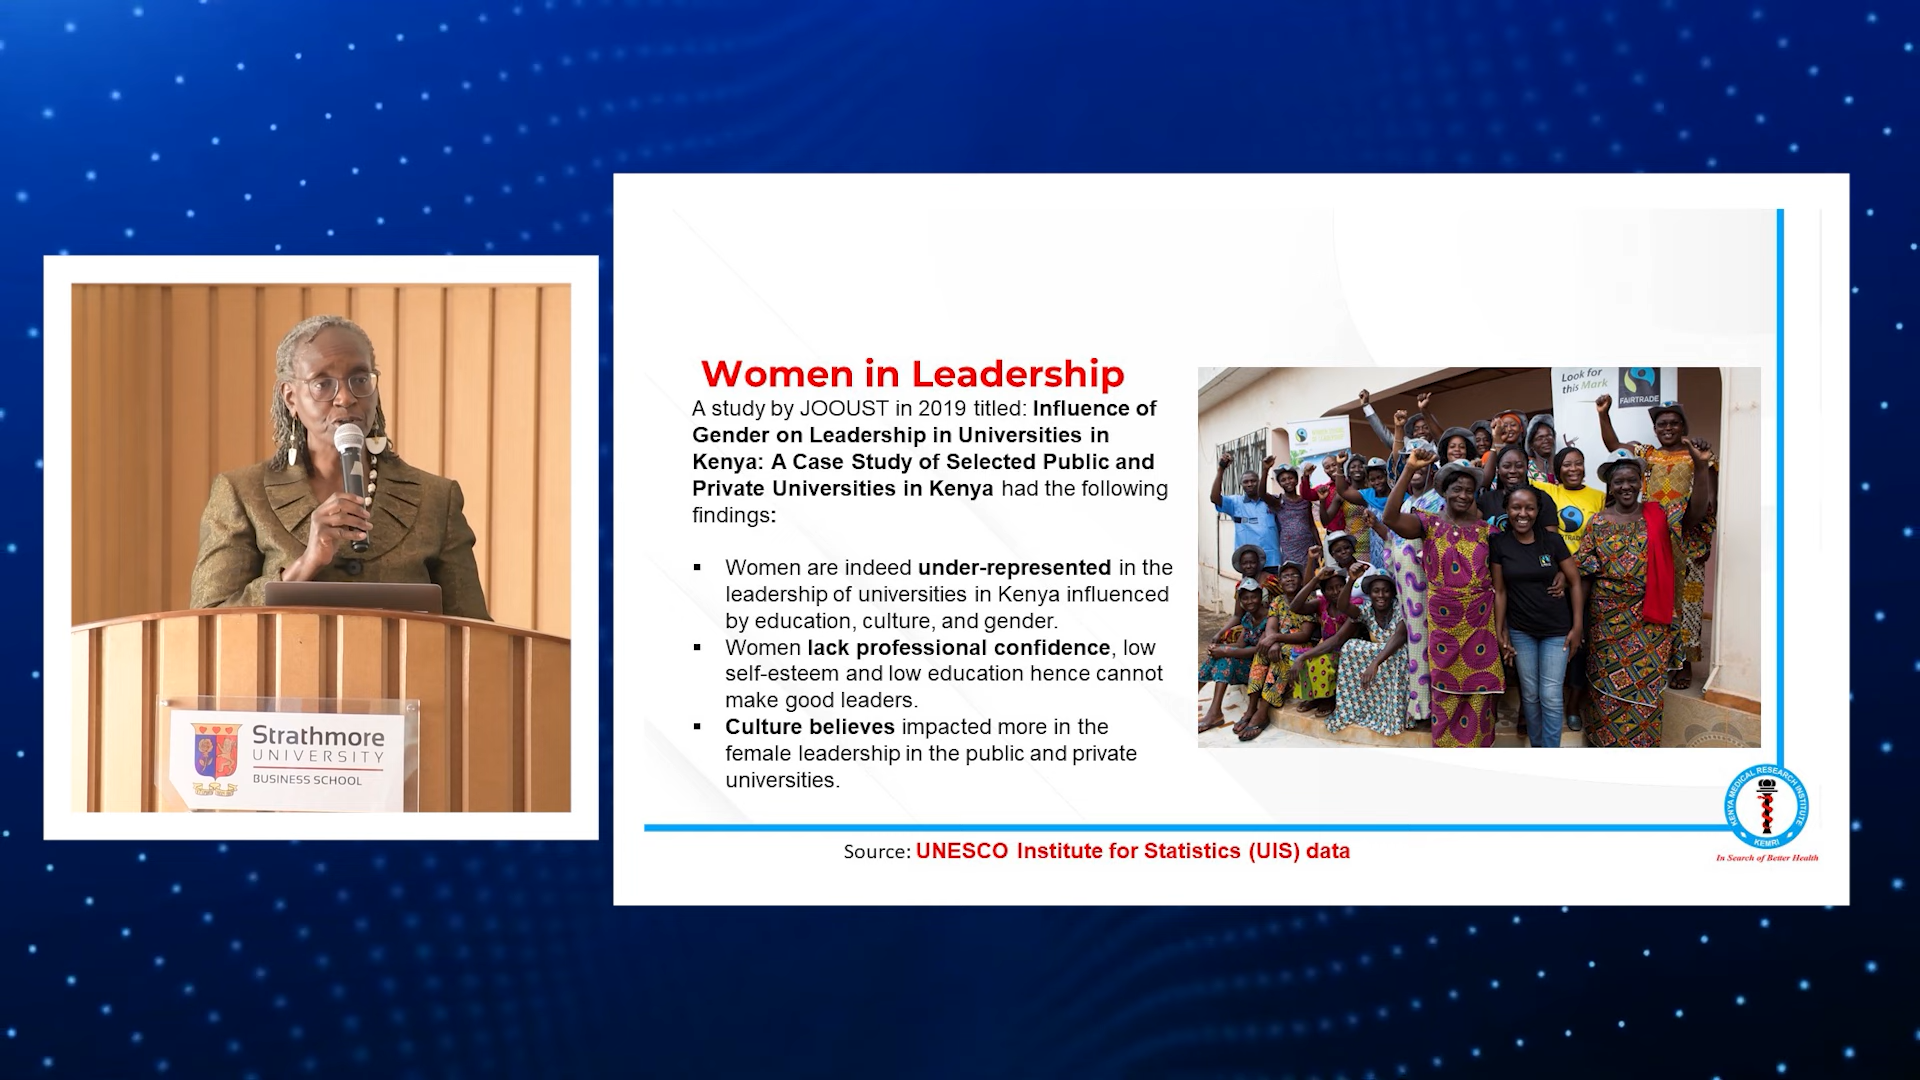 Women in Leadership
A study by JOOUST in 2019 titled: Influence of
Gender on Leadership in Universities in
Kenya: A Case Study of Selected Public and
Private Universities in Kenya had the following
findings:
▪ Women are indeed under-represented in the
leadership of universities in Kenya influenced
by education, culture, and gender.
▪ Women lack professional confidence, low
self-esteem and low education hence cannot
make good leaders.
▪ Culture believes impacted more in the
female leadership in the public and private
universities.
Look for
this Mark
FAIRTRADE
KENYA MEDICAL RESEARCH INSTITUTE
KEMRI
In Search of Better Health
Source: UNESCO Institute for Statistics (UIS) data
Strathmore
UNIVERSITY
BUSINESS SCHOOL